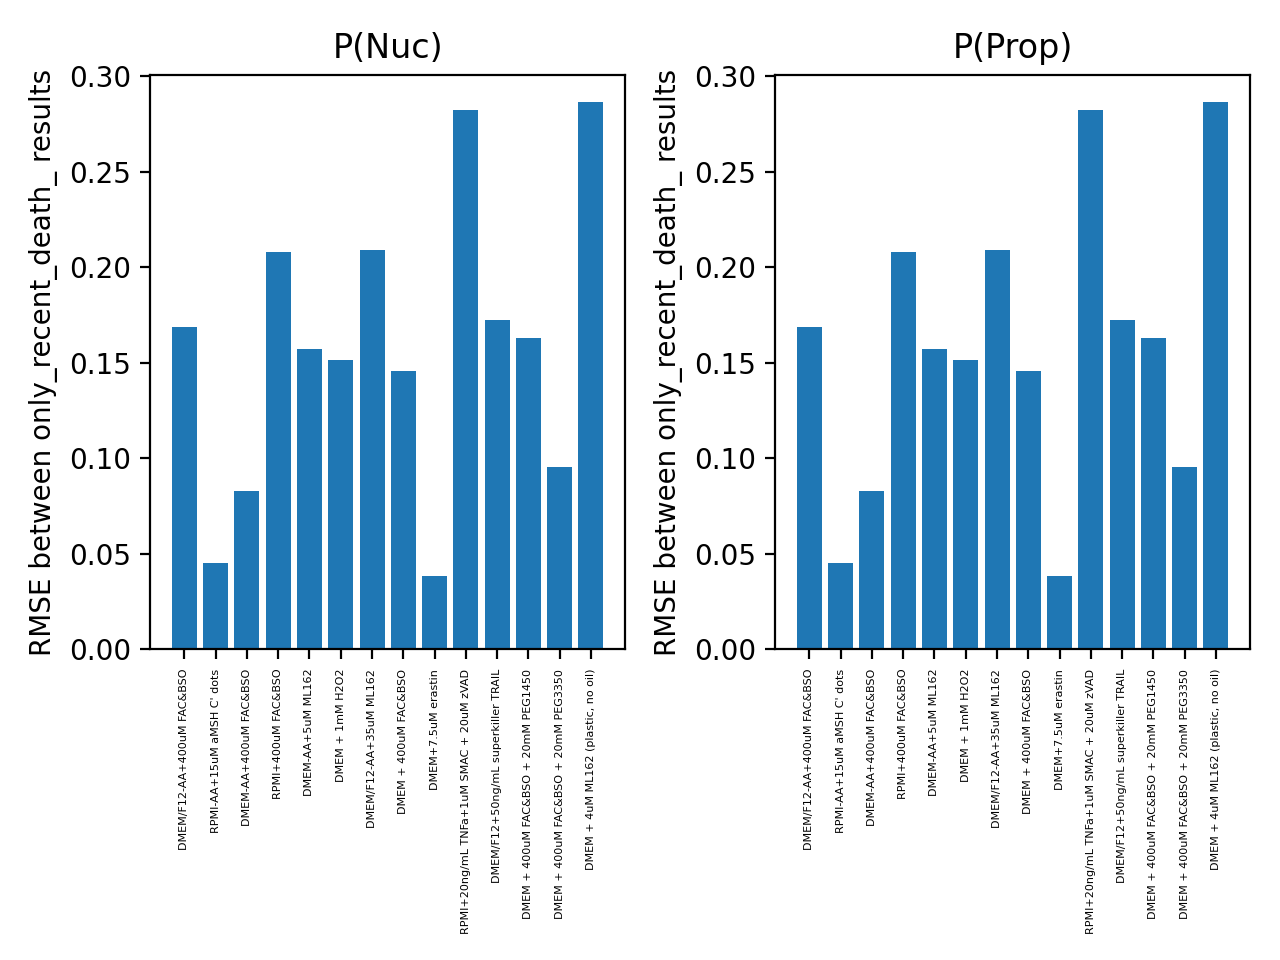 P(Nuc)
RMSE between only_recent_death_ results
0.30
0.25
0.20
0.15
0.10
0.05
0.00
DMEM/F12-AA+400uM FAC&BSO
RPMI-AA+15uM aMSH C' dots
DMEM-AA+400uM FAC&BSO
RPMI+400uM FAC&BSO
DMEM-AA+5uM ML162
DMEM + 1mM H2O2
DMEM/F12-AA+35uM ML162
DMEM + 400uM FAC&BSO
DMEM+7.5uM erastin
RPMI+20ng/mL TNFa+1uM SMAC + 20uM zVAD
DMEM/F12+50ng/mL superkiller TRAIL
DMEM + 400uM FAC&BSO + 20mM PEG1450
DMEM + 400uM FAC&BSO + 20mM PEG3350
DMEM + 4uM ML162 (plastic, no oil)
P(Prop)
RMSE between only_recent_death_ results
0.30
0.25
0.20
0.15
0.10
0.05
0.00
DMEM/F12-AA+400uM FAC&BSO
RPMI-AA+15uM aMSH C' dots
DMEM-AA+400uM FAC&BSO
RPMI+400uM FAC&BSO
DMEM-AA+5uM ML162
DMEM + 1mM H2O2
DMEM/F12-AA+35uM ML162
DMEM + 400uM FAC&BSO
DMEM+7.5uM erastin
RPMI+20ng/mL TNFa+1uM SMAC + 20uM zVAD
DMEM/F12+50ng/mL superkiller TRAIL
DMEM + 400uM FAC&BSO + 20mM PEG1450
DMEM + 400uM FAC&BSO + 20mM PEG3350
DMEM + 4uM ML162 (plastic, no oil)